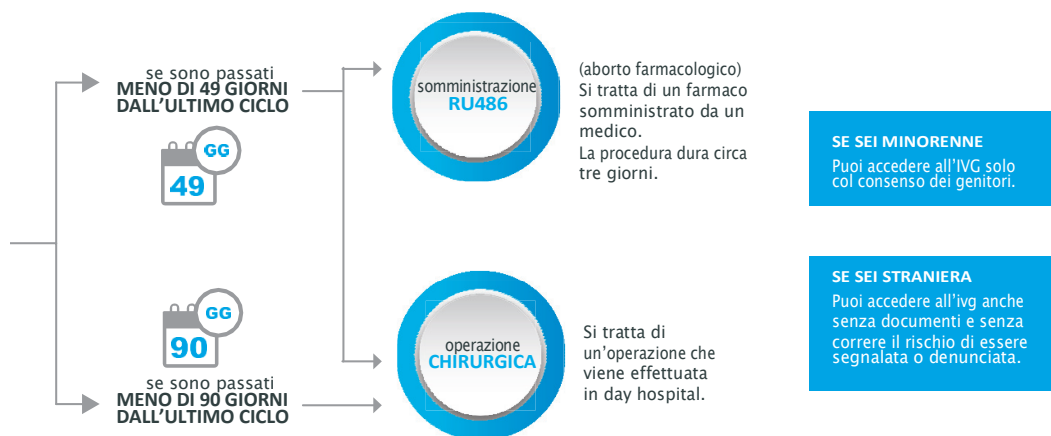 se sono passati
MENO DI 49 GIORNI
DALL'ULTIMO CICLO
GG
49
somministrazione
RU486
(aborto farmacologico)
Si tratta di un farmaco
somministrato da un
medico.
La procedura dura circa
tre giorni.
SE SEI MINORENNE
Puoi accedere all'IVG solo
col consenso dei genitori.
GG
90
se sono passati
MENO DI 90 GIORNI
DALL'ULTIMO CICLO
operazione
CHIRURGICA
Si tratta di
un'operazione che
viene effettuata
in day hospital.
SE SEI STRANIERA
Puoi accedere all'ivg anche
senza documenti e senza
correre il rischio di essere
segnalata o denunciata.